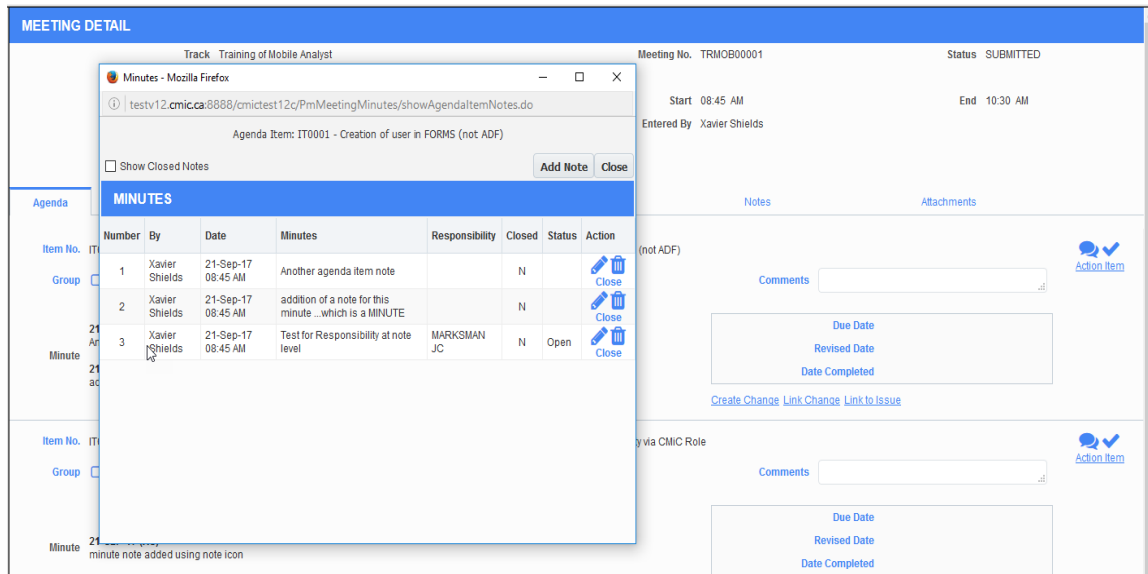 MEETING DETAIL
Track Training of Mobile Analyst
Meeting No. TRMOB00001
Status SUBMITTED
Start 08:45 AM
End 10:30 AM
Entered By Xavier Shields
Minutes - Mozilla Firefox
testv12.cmic.ca:8888/cmictest12c/PmMeetingMinutes/showAgendaItemNotes.do
Agenda Item: IT0001 - Creation of user in FORMS (not ADF)
Show Closed Notes
Add Note Close
MINUTES
Number By Date Minutes Responsibility Closed Status Action
1 Xavier Shields 21-Sep-17 08:45 AM Another agenda item note N Close
2 Xavier Shields 21-Sep-17 08:45 AM addition of a note for this minute ...which is a MINUTE N Close
3 Xavier Shields 21-Sep-17 08:45 AM Test for Responsibility at note level MARKSMAN JC N Open Close
Agenda
Notes
Attachments
Item No.
(not ADF)
Action Item
Group
Comments
Due Date
Minute
Revised Date
Date Completed
Create Change Link Change Link to Issue
Item No.
via CMiC Role
Action Item
Group
Comments
Due Date
Minute
minute note added using note icon
Revised Date
Date Completed